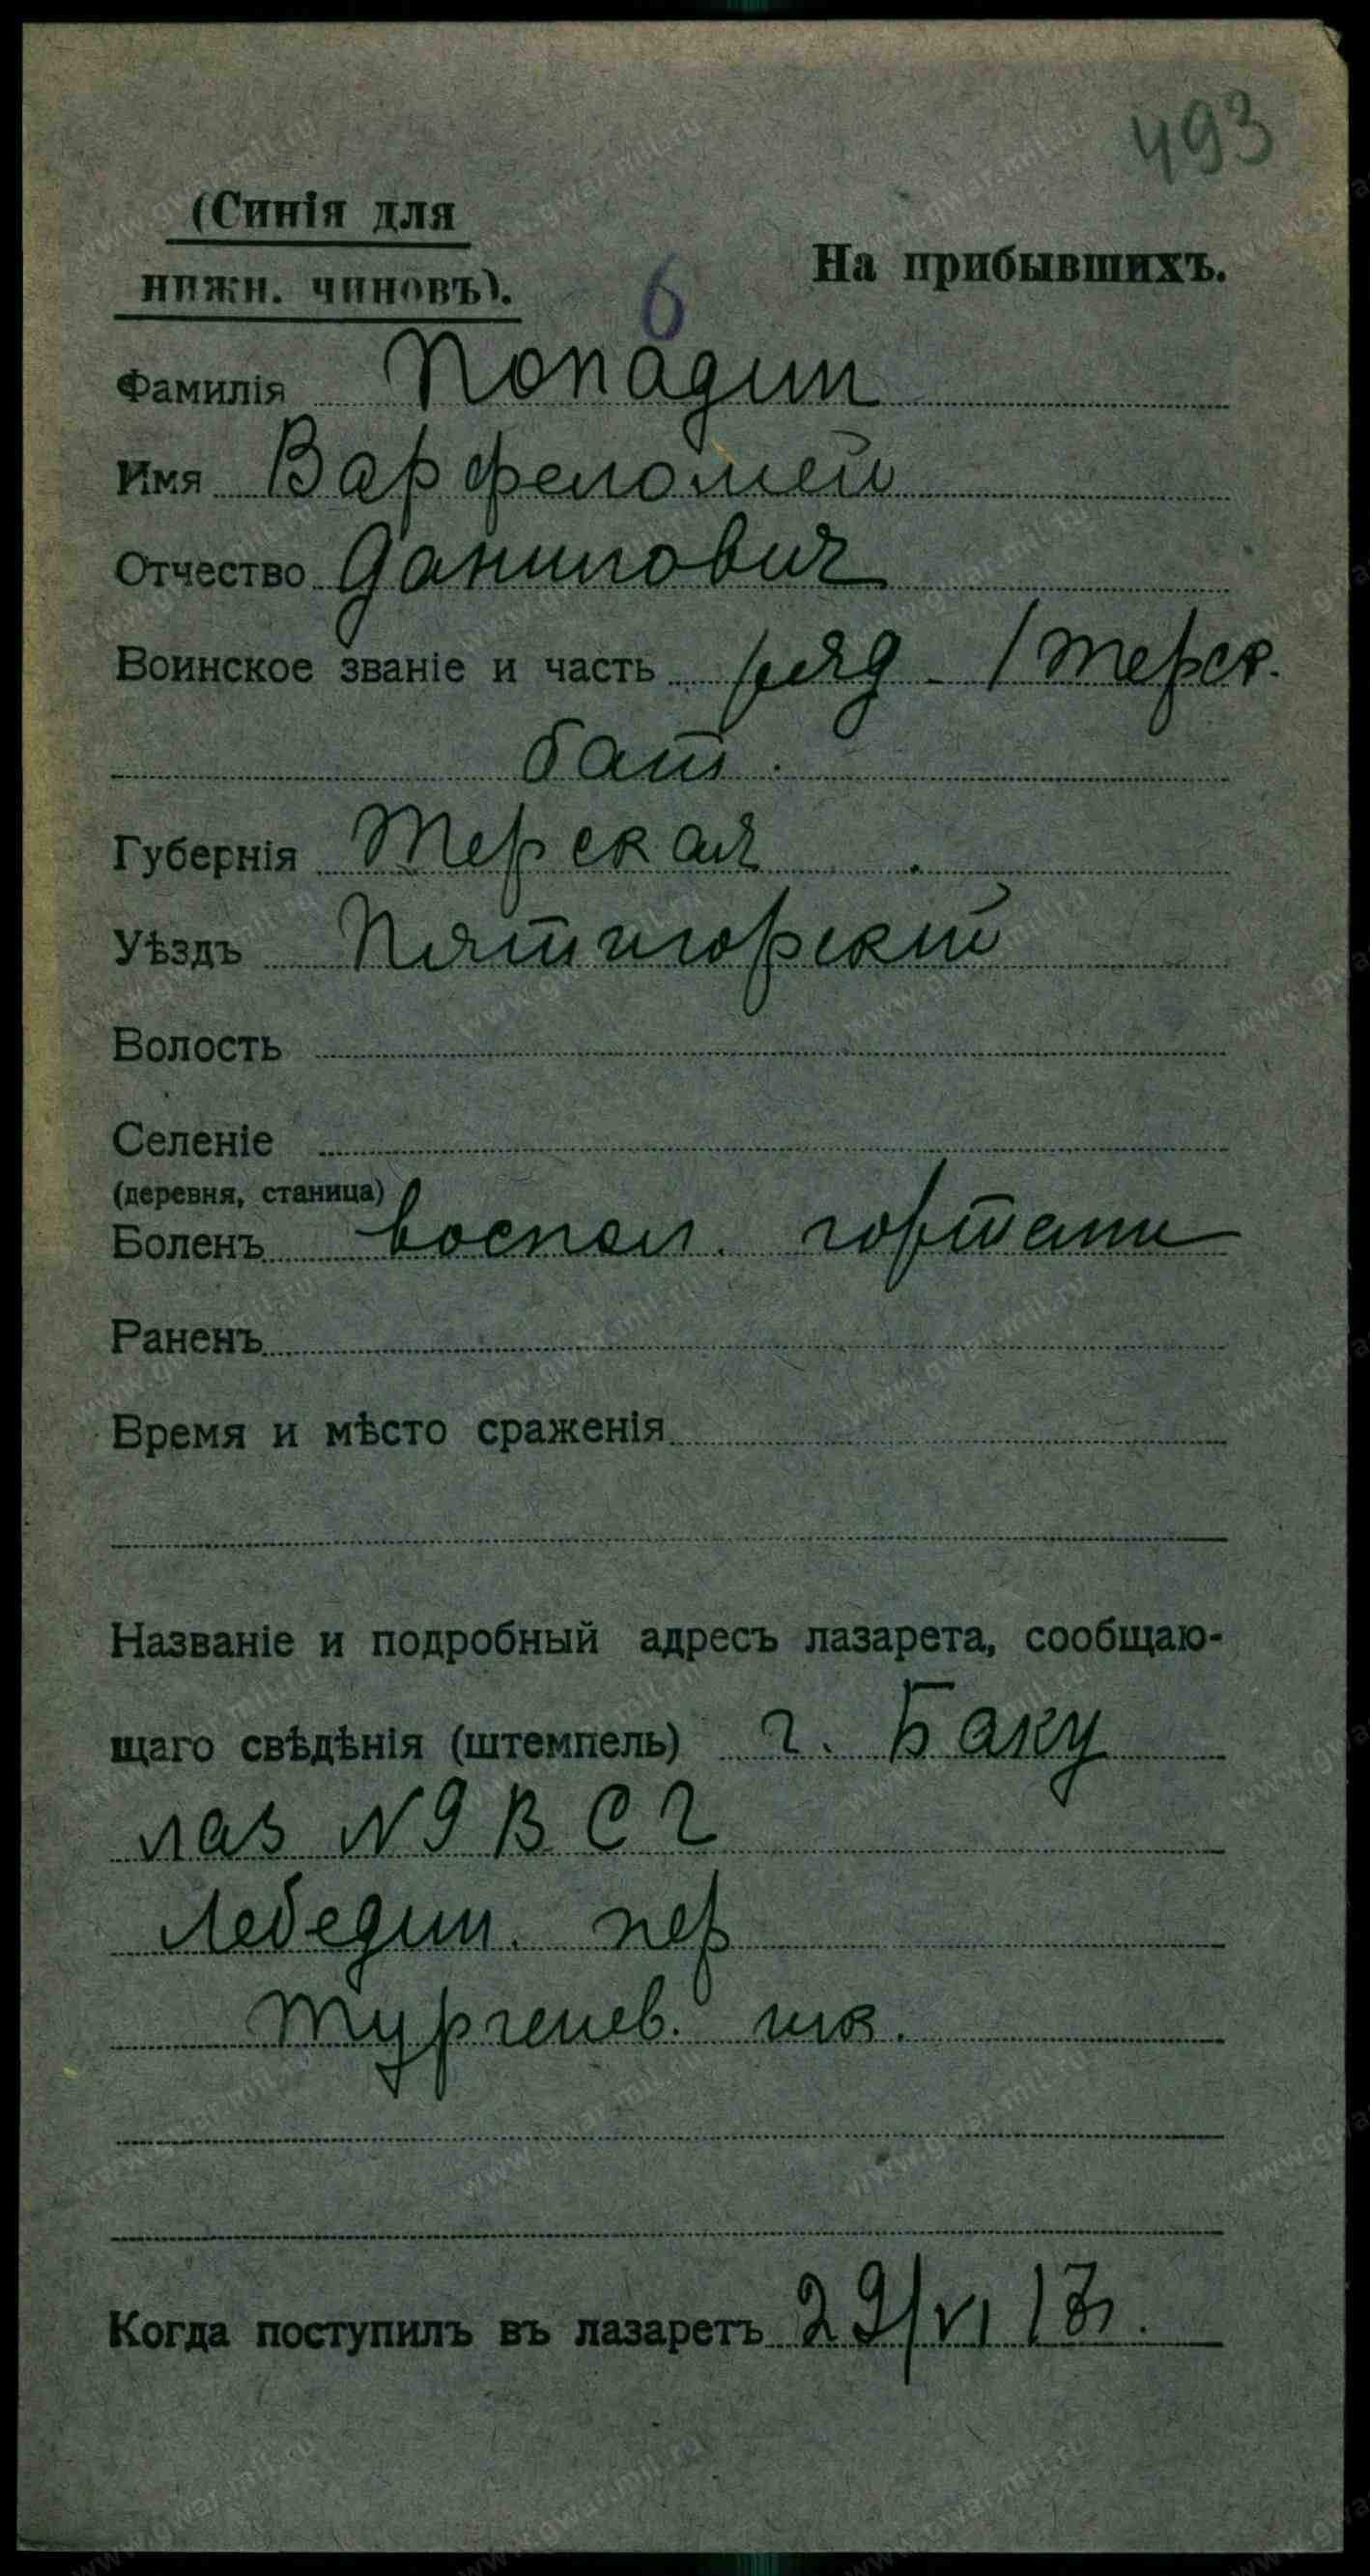 493
(Синія для
нижн. чиновъ).
На прибывшихъ.
6
Фамилія Попадин
Имя Варфеломей
Отчество Данилович
Воинское званіе и часть ряд. 1 Терск.
бат.
Губернія Терская
Уѣздъ Пятигорский
Волость
Селеніе
(деревня, станица)
Боленъ воспал. гортани
Раненъ
Время и мѣсто сраженія
Названіе и подробный адресъ лазарета, сообщаю-
щаго свѣдѣнія (штемпель) г. Баку
лаз N 9 В С Г
Лебедин. пер
Тургенев. шк.
Когда поступилъ въ лазаретъ 29/VI 17 г.